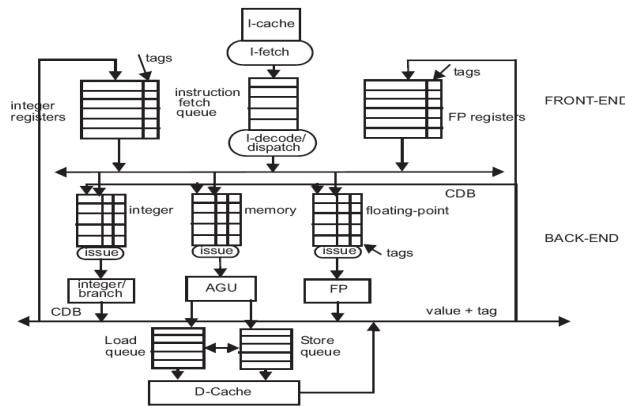 I-cache
I-fetch
tags
tags
integer
registers
instruction
fetch
queue
FP registers
FRONT-END
I-decode/
dispatch
CDB
integer
memory
floating-point
BACK-END
issue
issue
issue
tags
integer/
branch
AGU
FP
CDB
value + tag
Load
queue
Store
queue
D-Cache